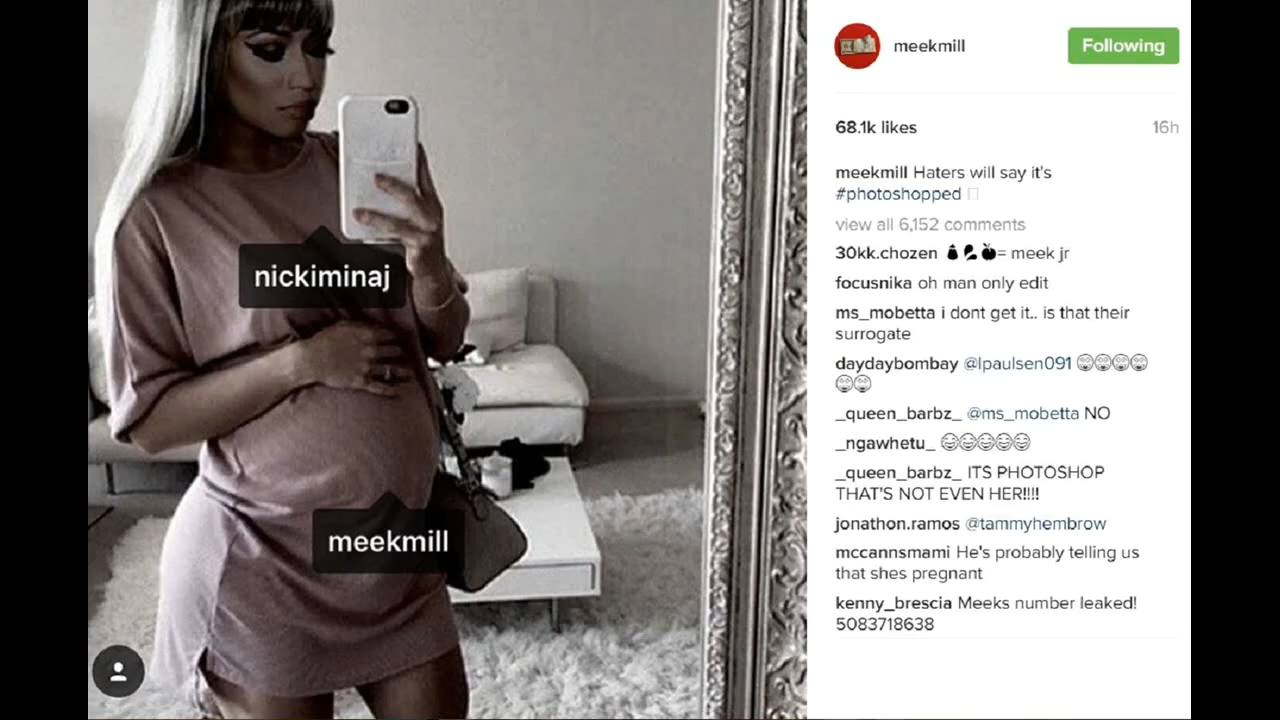 nickiminaj
meekmill
meekmill
Following
68.1k likes
16h
meekmill Haters will say it's
#photoshopped
view all 6,152 comments
30kk.chozen = meek jr
focusnika oh man only edit
ms_mobetta i dont get it.. is that their
surrogate
daydaybombay @lpaulsen091
_queen_barbz_ @ms_mobetta NO
_ngawhetu_
_queen_barbz_ ITS PHOTOSHOP
THAT'S NOT EVEN HER!!!!
jonathon.ramos @tammyhembrow
mccannsmami He's probably telling us
that shes pregnant
kenny_brescia Meeks number leaked!
5083718638